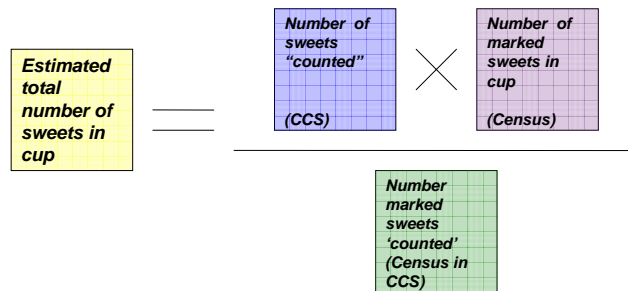 Estimated
total
number of
sweets in
cup
Number of
sweets
“counted”
(CCS)
Number of
marked
sweets in
cup
(Census)
Number
marked
sweets
‘counted’
(Census in
CCS)